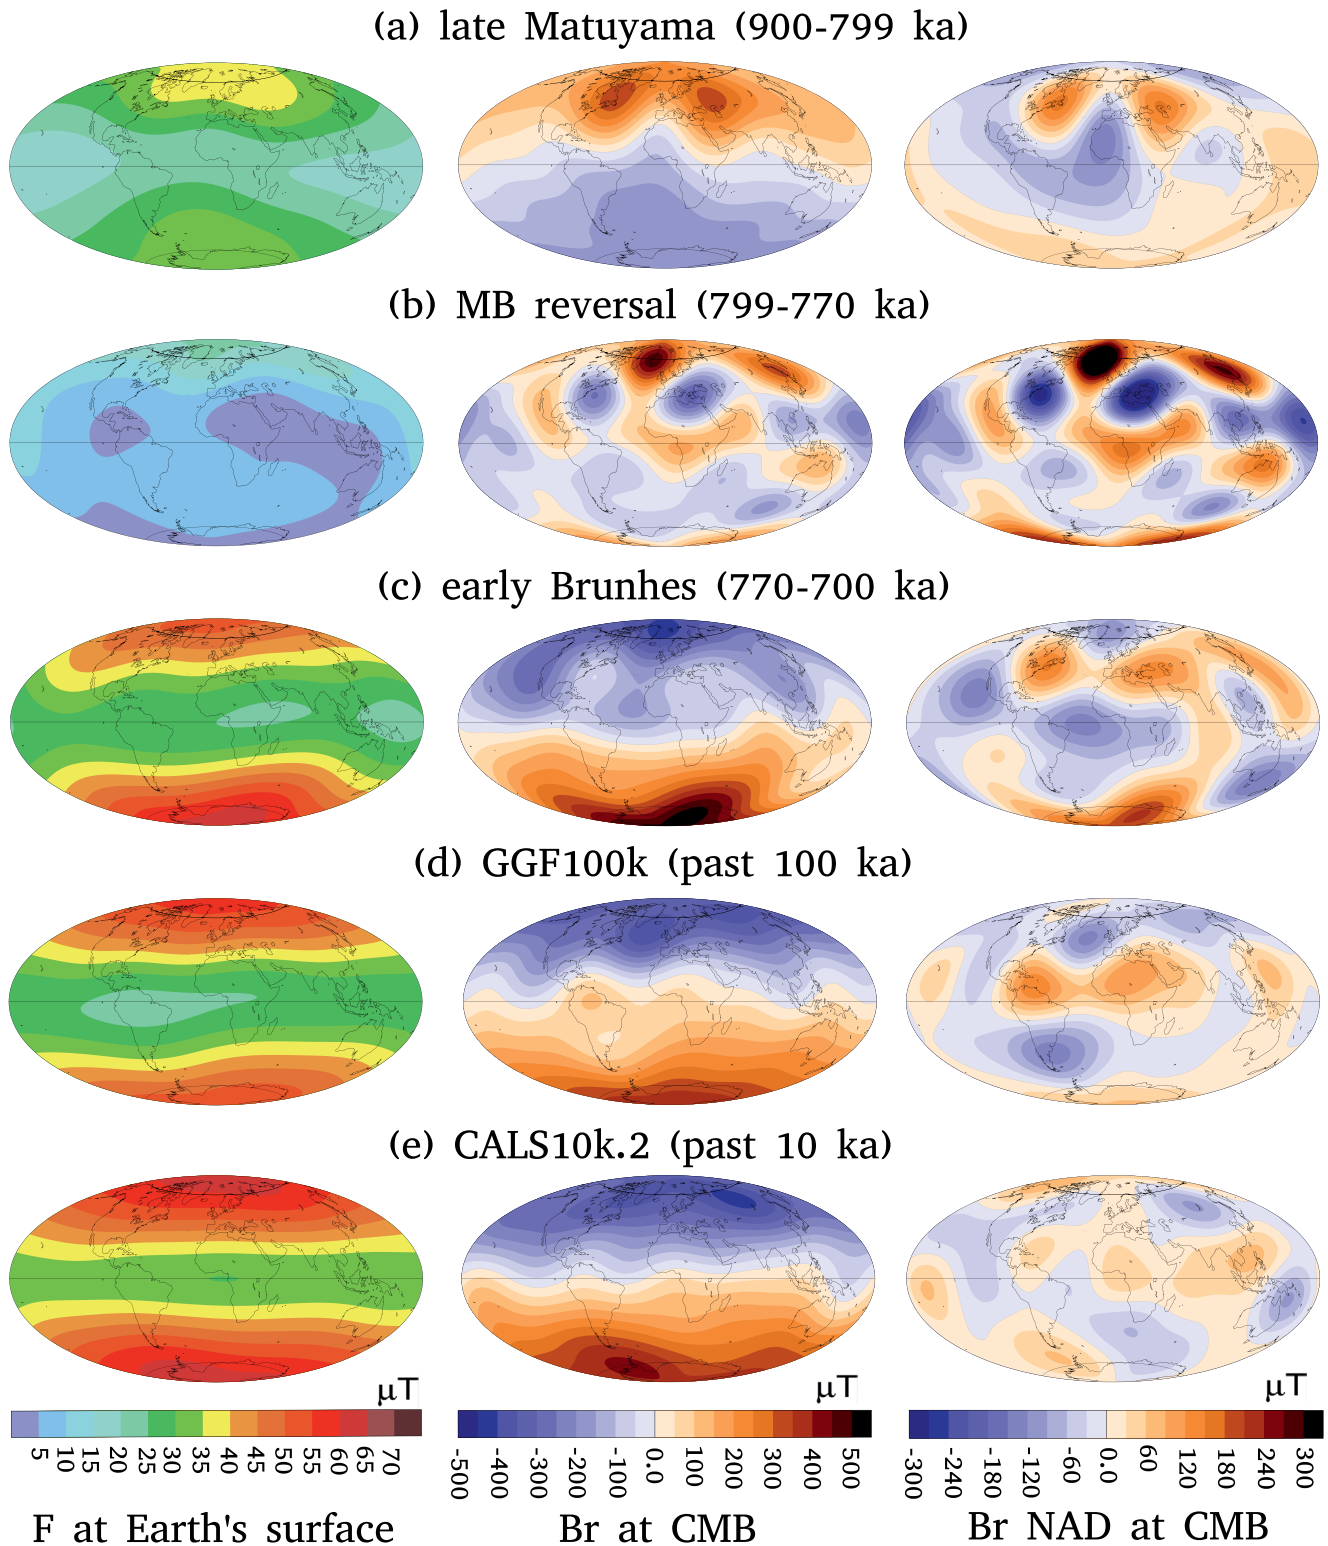 (a) late Matuyama (900-799 ka)
(b) MB reversal (799-770 ka)
(c) early Brunhes (770-700 ka)
(d) GGF100k (past 100 ka)
(e) CALS10k.2 (past 10 ka)
μT μT μT
5 10 15 20 25 30 35 40 45 50 55 60 65 70
-500 -400 -300 -200 -100 0.0 100 200 300 400 500
-300 -240 -180 -120 -60 0.0 60 120 180 240 300
F at Earth's surface Br at CMB Br NAD at CMB